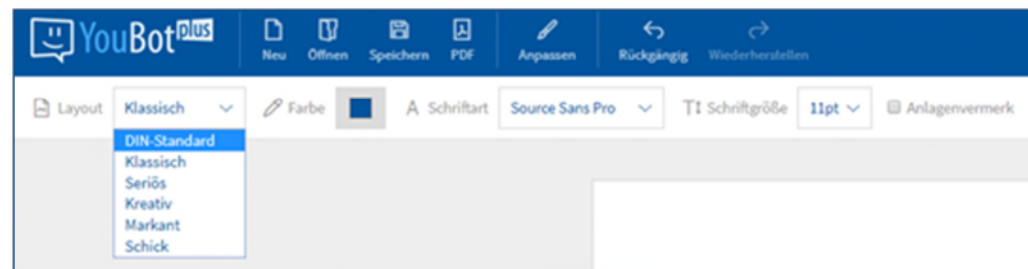 YouBot plus
Neu Öffnen Speichern PDF Anpassen Rückgängig Wiederherstellen
Layout Klassisch Farbe A Schriftart Source Sans Pro Schriftgröße 11pt Anlagenvermerk
DIN-Standard
Klassisch
Seriös
Kreativ
Markant
Schick